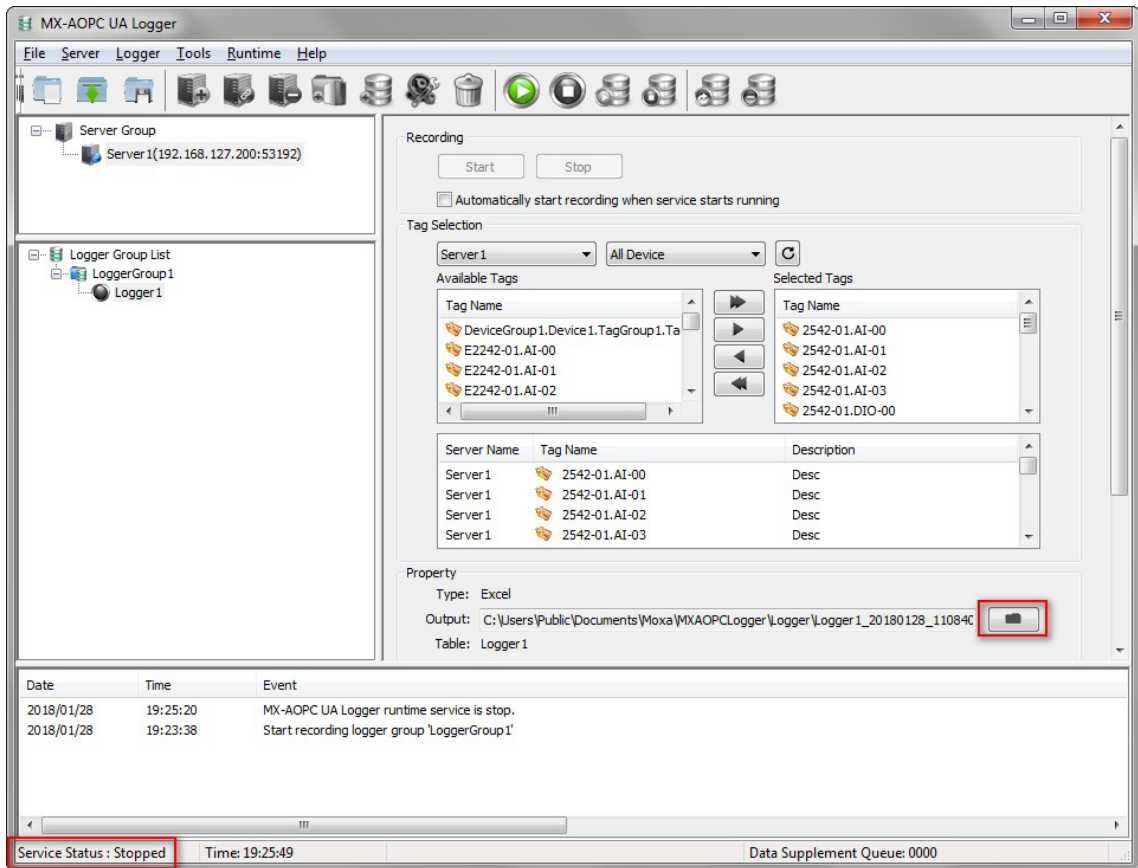 MX-AOPC UA Logger
File Server Logger Tools Runtime Help
Server Group
Server1(192.168.127.200:53192)
Logger Group List
LoggerGroup1
Logger1
Recording
Start Stop
Automatically start recording when service starts running
Tag Selection
Server1 All Device
Available Tags Selected Tags
Tag Name Tag Name
DeviceGroup1.Device1.TagGroup1.Ta 2542-01.AI-00
E2242-01.AI-00 2542-01.AI-01
E2242-01.AI-01 2542-01.AI-02
E2242-01.AI-02 2542-01.AI-03
2542-01.DIO-00
Server Name Tag Name Description
Server1 2542-01.AI-00 Desc
Server1 2542-01.AI-01 Desc
Server1 2542-01.AI-02 Desc
Server1 2542-01.AI-03 Desc
Property
Type: Excel
Output: C:\Users\Public\Documents\Moxa\MXAOPCLogger\Logger\Logger1_20180128_110840
Table: Logger1
Date Time Event
2018/01/28 19:25:20 MX-AOPC UA Logger runtime service is stop.
2018/01/28 19:23:38 Start recording logger group 'LoggerGroup1'
Service Status : Stopped Time: 19:25:49 Data Supplement Queue: 0000